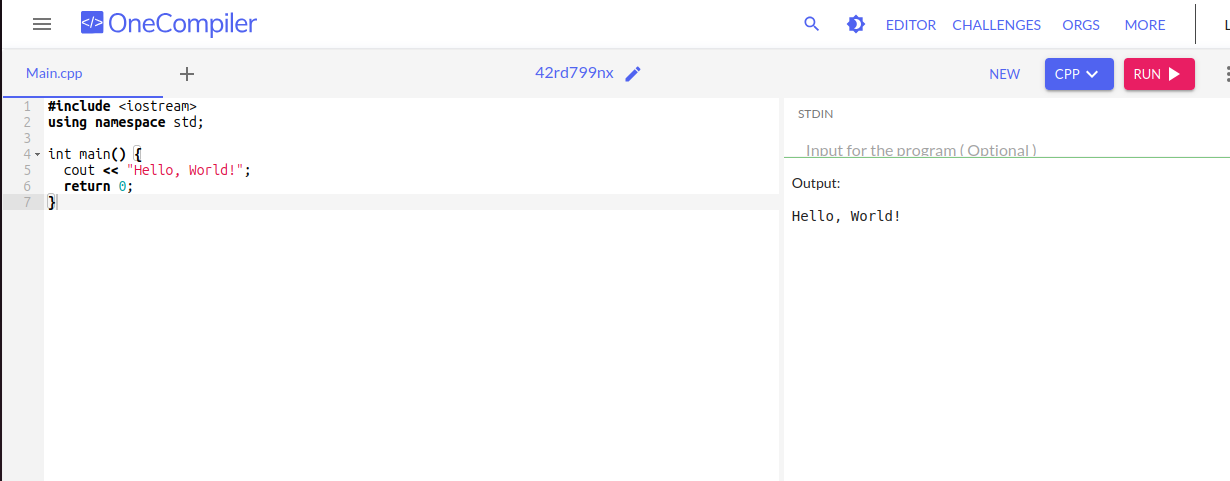 </> OneCompiler EDITOR CHALLENGES ORGS MORE
Main.cpp + 42rd799nx NEW CPP RUN
1 #include <iostream>
2 using namespace std;
3
4 int main() {
5 cout << "Hello, World!";
6 return 0;
7 }
STDIN
Input for the program ( Optional )
Output:
Hello, World!